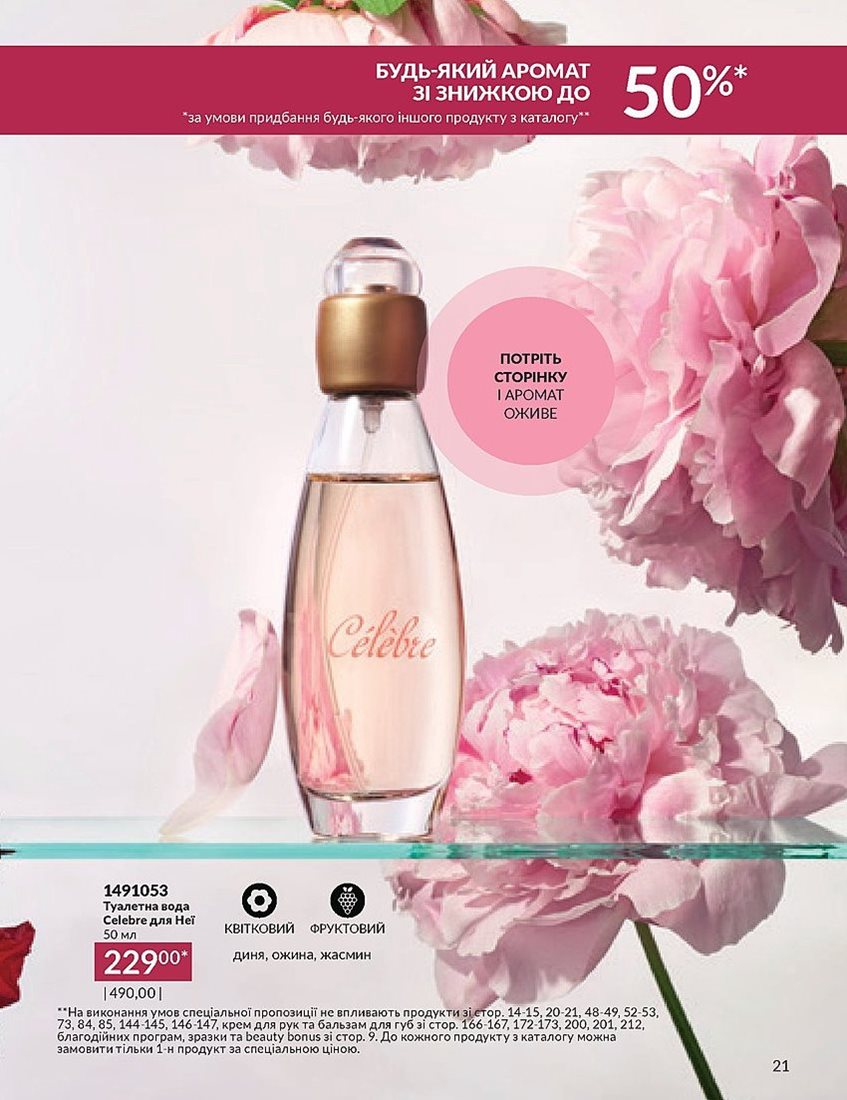 БУДЬ-ЯКИЙ АРОМАТ
ЗІ ЗНИЖКОЮ ДО
50%*
*за умови придбання будь-якого іншого продукту з каталогу**
ПОТРІТЬ
СТОРІНКУ
І АРОМАТ
ОЖИВЕ
Célèbre
1491053
Туалетна вода
Celebre для Неї
50 мл
22900*
|490,00|
КВІТКОВИЙ
ФРУКТОВИЙ
диня, ожина, жасмин
**На виконання умов спеціальної пропозиції не впливають продукти зі стор. 14-15, 20-21, 48-49, 52-53,
73, 84, 85, 144-145, 146-147, крем для рук та бальзам для губ зі стор. 166-167, 172-173, 200, 201, 212,
благодійних програм, зразки та beauty bonus зі стор. 9. До кожного продукту з каталогу можна
замовити тільки 1-н продукт за спеціальною ціною.
21